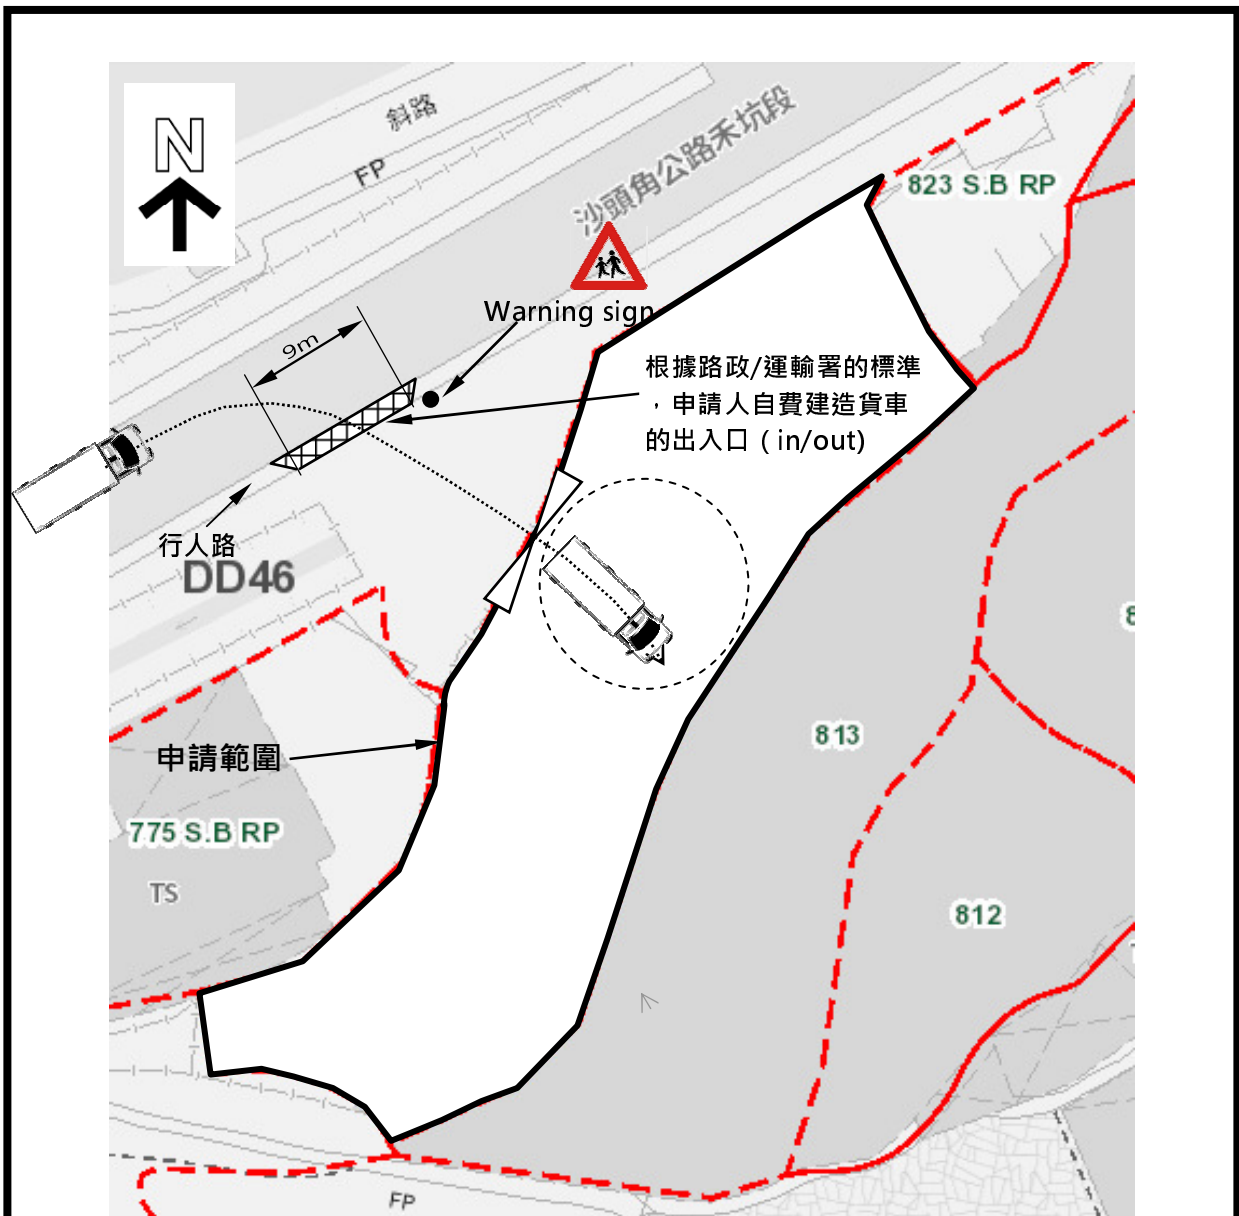 N
斜路
FP
沙頭角公路禾坑段
823 S.B RP
Warning sign
9m
根據路政/運輸署的標準
，申請人自費建造貨車
的出入口 ( in/out)
行人路
DD46
813
申請範圍
775 S.B RP
TS
812
FP